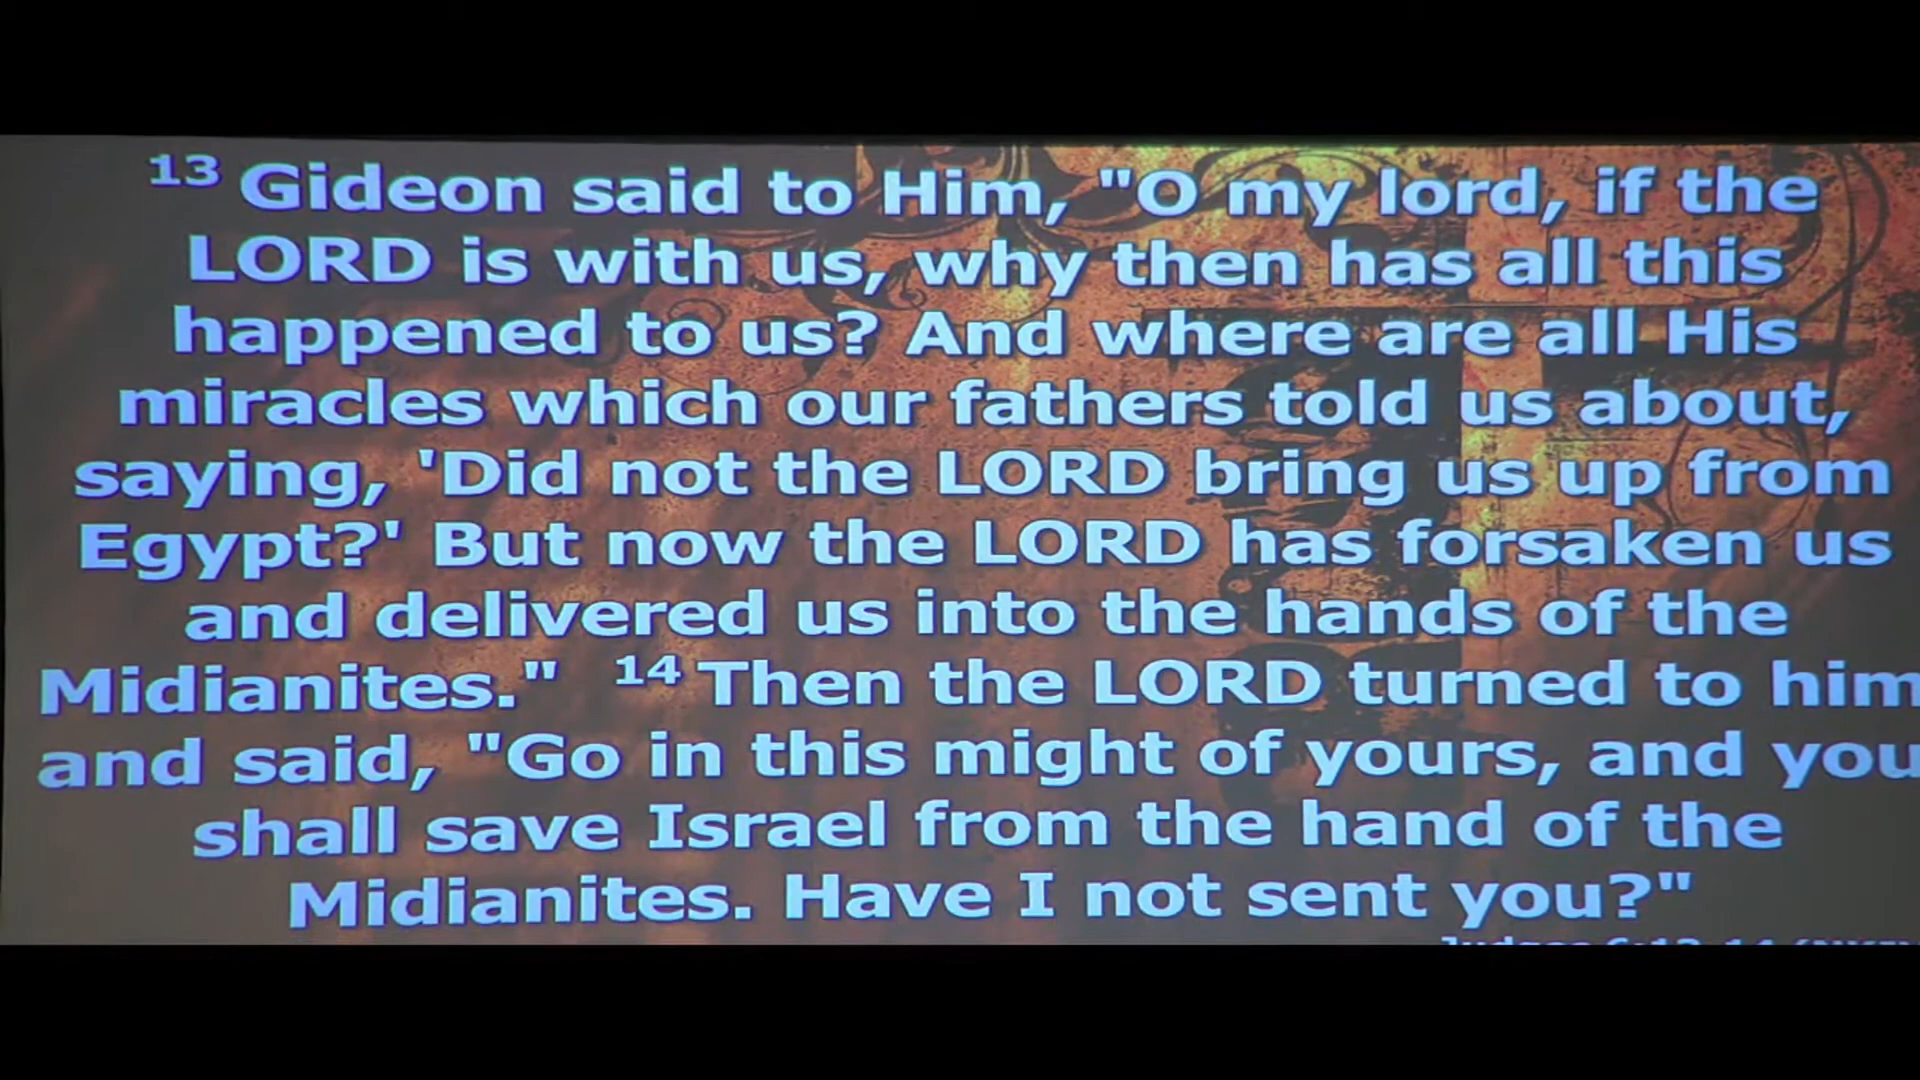 13 Gideon said to Him, "O my lord, if the
LORD is with us, why then has all this
happened to us? And where are all His
miracles which our fathers told us about,
saying, 'Did not the LORD bring us up from
Egypt?' But now the LORD has forsaken us
and delivered us into the hands of the
Midianites." 14 Then the LORD turned to him
and said, "Go in this might of yours, and you
shall save Israel from the hand of the
Midianites. Have I not sent you?"